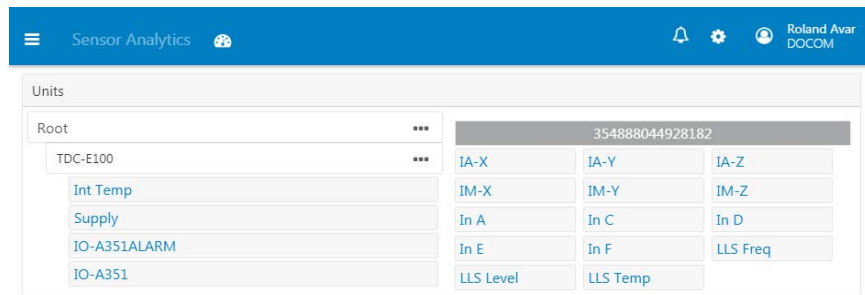 Sensor Analytics
Roland Avar
DOCOM
Units
Root
TDC-E100
Int Temp
Supply
IO-A351ALARM
IO-A351
354888044928182
IA-X IA-Y IA-Z
IM-X IM-Y IM-Z
In A In C In D
In E In F LLS Freq
LLS Level LLS Temp